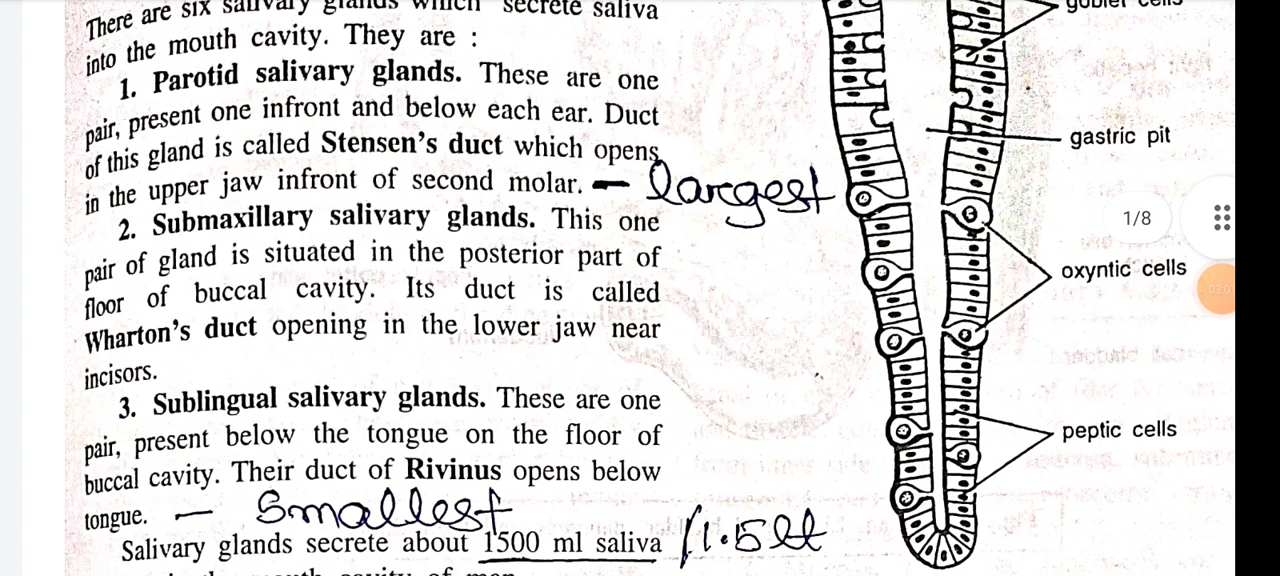 There are six salivary glands which secrete saliva
into the mouth cavity. They are :
1. Parotid salivary glands. These are one
pair, present one infront and below each ear. Duct
of this gland is called Stensen's duct which opens
in the upper jaw infront of second molar. – largest
2. Submaxillary salivary glands. This one
pair of gland is situated in the posterior part of
floor of buccal cavity. Its duct is called
Wharton's duct opening in the lower jaw near
incisors.
3. Sublingual salivary glands. These are one
pair, present below the tongue on the floor of
buccal cavity. Their duct of Rivinus opens below
tongue. – Smallest
Salivary glands secrete about 1500 ml saliva /1.5 lt
goblet cells
gastric pit
1/8
oxyntic cells
peptic cells